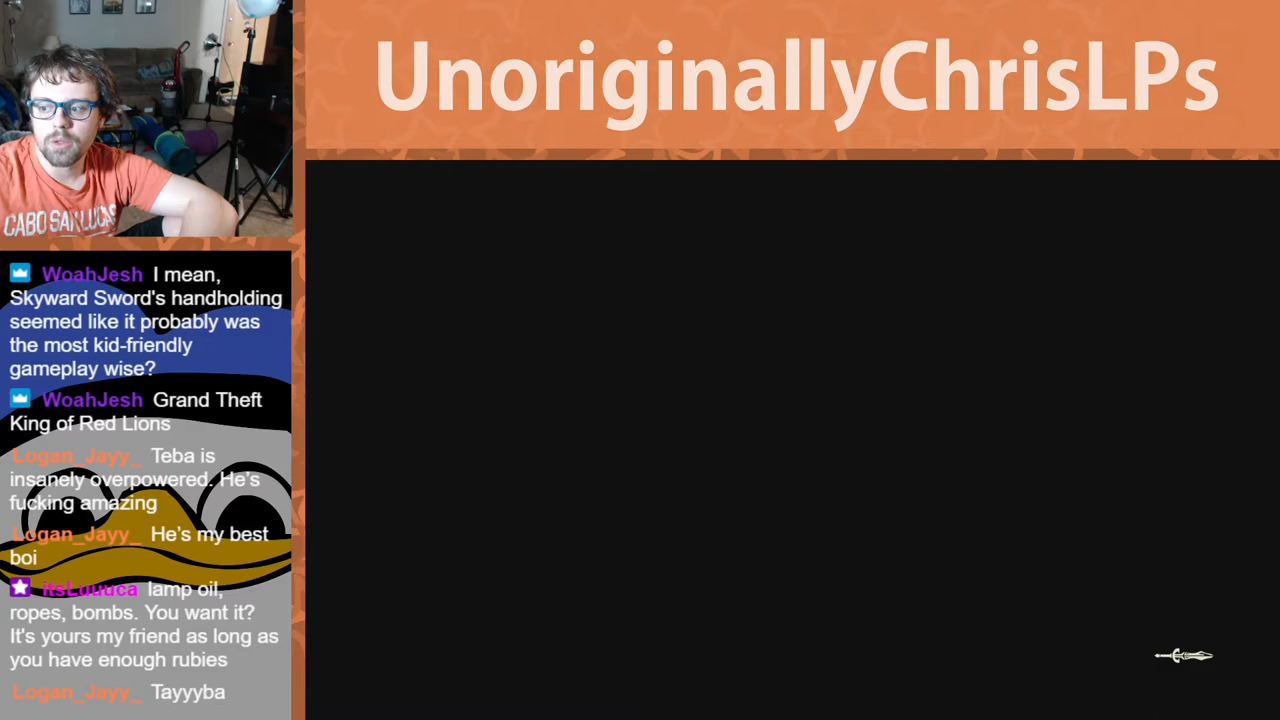 UnoriginallyChrisLPs
CABO SAN LUCAS
WoahJesh I mean,
Skyward Sword's handholding
seemed like it probably was
the most kid-friendly
gameplay wise?
WoahJesh Grand Theft
King of Red Lions
Logan_Jayy_ Teba is
insanely overpowered. He's
fucking amazing
Logan_Jayy_ He's my best
boi
itsLuuuca lamp oil,
ropes, bombs. You want it?
It's yours my friend as long as
you have enough rubies
Logan_Jayy_ Tayyyba